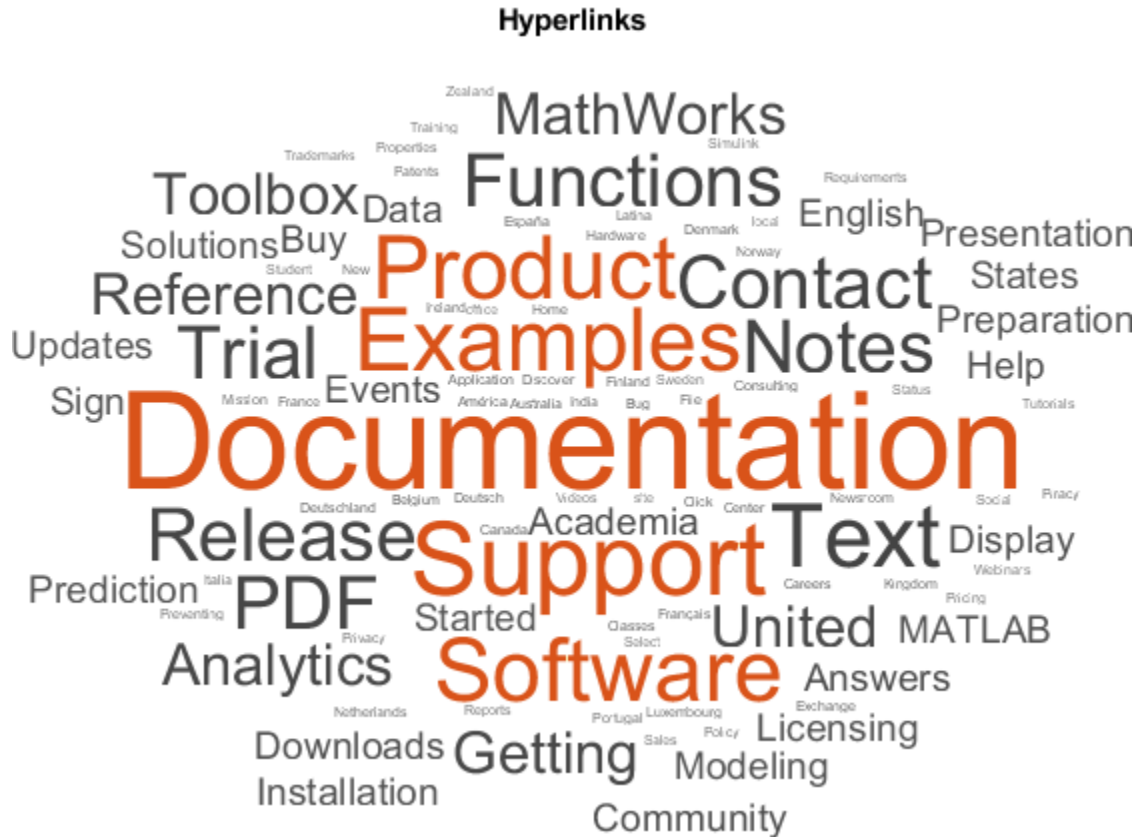 Hyperlinks
Zealand
MathWorks
Training
Simulink
Properties
Trademarks
Functions
Patents
Requirements
Toolbox
Data
English
España
Latina
local
Hardware
Denmark
Presentation
Solutions
Buy
Product
Norway
Student
New
Contact
States
Reference
Ireland
office
Home
Preparation
Updates
Trial
Examples
Notes
Help
Events
Application
Discover
Finland
Sweden
Consulting
Status
Sign
Mission
France
América
Australia
India
Bug
File
Tutorials
Documentation
Deutschland
Belgium
Deutsch
Videos
site
Click
Center
Newsroom
Social
Piracy
Release
Canada
Academia
Text
Display
Support
Webinars
Prediction
Italia
PDF
Careers
Kingdom
Pricing
Preventing
Started
Classes
Français
United
MATLAB
Privacy
Select
Analytics
Software
Answers
Netherlands
Reports
Portugal
Luxembourg
Exchange
Policy
Licensing
Downloads
Getting
Sales
Modeling
Installation
Community